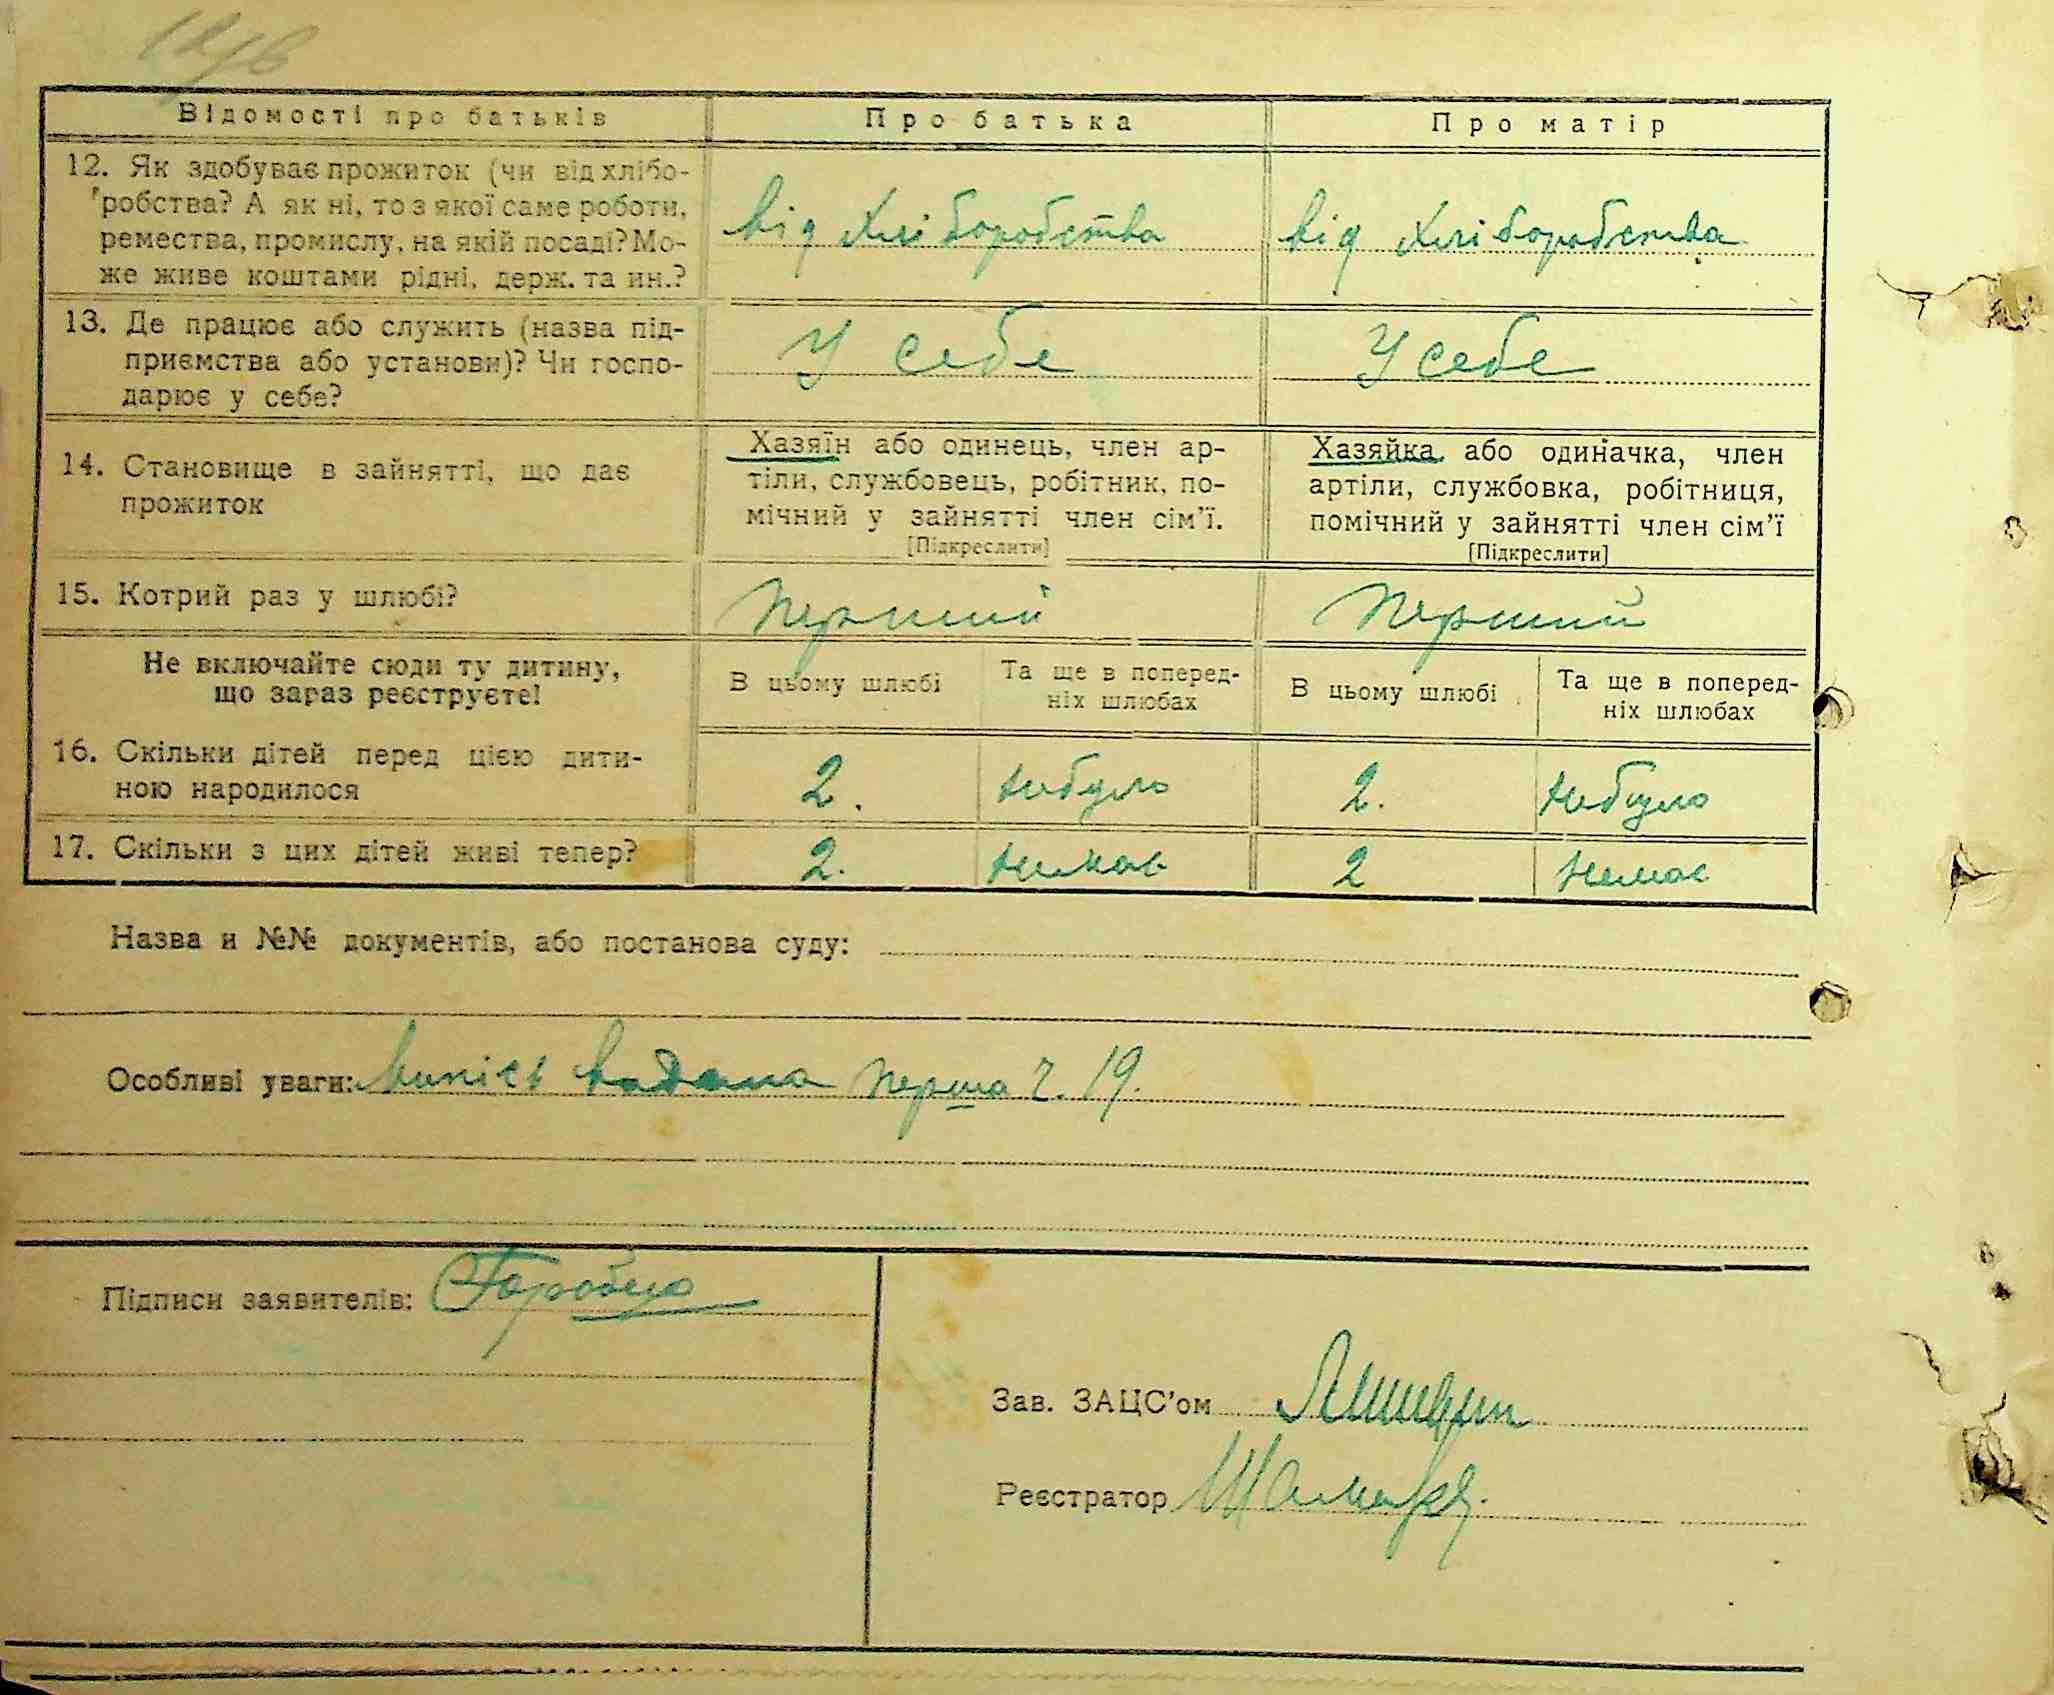 Відомості про батьків
Про батька
Про матір
12. Як здобуває прожиток (чи від хлібо-
робства? А як ні, то з якої саме роботи,
ремества, промислу, на якій посаді? Мо-
же живе коштами рідні, держ. та ин.?
від Хліборобства
від Хліборобства
13. Де працює або служить (назва під-
приємства або установи)? Чи госпо-
дарює у себе?
У себе
У себе
14. Становище в зайнятті, що дає
прожиток
Хазяїн або одинець, член ар-
тіли, службовець, робітник, по-
мічний у зайнятті член сім’ї.
[Підкреслити]
Хазяйка або одиначка, член
артіли, службовка, робітниця,
помічний у зайнятті член сім’ї
[Підкреслити]
15. Котрий раз у шлюбі?
перший
перший
Не включайте сюди ту дитину,
що зараз реєструєте!
В цьому шлюбі
Та ще в поперед-
ніх шлюбах
В цьому шлюбі
Та ще в поперед-
ніх шлюбах
16. Скільки дітей перед цією дити-
ною народилося
2.
небуло
2.
небуло
17. Скільки з цих дітей живі тепер?
2.
немає
2
немає
Назва и №№ документів, або постанова суду:
Особливі уваги: випісь видана перша ч. 19.
Підписи заявителів:
Зав. ЗАЦС’ом
Реєстратор